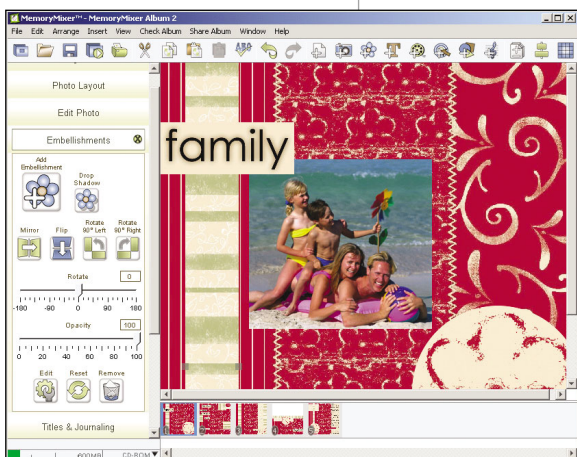 MemoryMixer™ - MemoryMixer Album 2
File Edit Arrange Insert View Check Album Share Album Window Help
Photo Layout
Edit Photo
Embellishments
Add Embellishment
Drop Shadow
Mirror Flip Rotate 90° Left Rotate 90° Right
Rotate 0
-180 -90 0 90 180
Opacity 100
0 20 40 60 80 100
Edit Reset Remove
Titles & Journaling
600MB CD-ROM
family